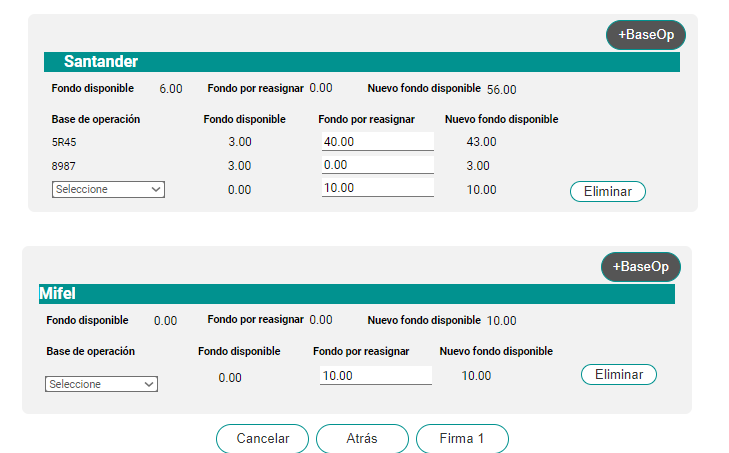 +BaseOp
Santander
Fondo disponible 6.00 Fondo por reasignar 0.00 Nuevo fondo disponible 56.00
Base de operación Fondo disponible Fondo por reasignar Nuevo fondo disponible
5R45 3.00 40.00 43.00
8987 3.00 0.00 3.00
Seleccione 0.00 10.00 10.00 Eliminar
+BaseOp
Mifel
Fondo disponible 0.00 Fondo por reasignar 0.00 Nuevo fondo disponible 10.00
Base de operación Fondo disponible Fondo por reasignar Nuevo fondo disponible
Seleccione 0.00 10.00 10.00 Eliminar
Cancelar Atrás Firma 1